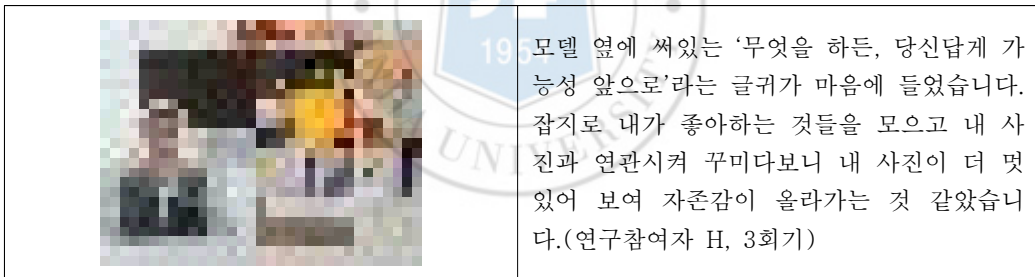 1954
UNIVERSITY
모델 옆에 써있는 ‘무엇을 하든, 당신답게 가
능성 앞으로’라는 글귀가 마음에 들었습니다.
잡지로 내가 좋아하는 것들을 모으고 내 사
진과 연관시켜 꾸미다보니 내 사진이 더 멋
있어 보여 자존감이 올라가는 것 같았습니
다.(연구참여자 H, 3회기)